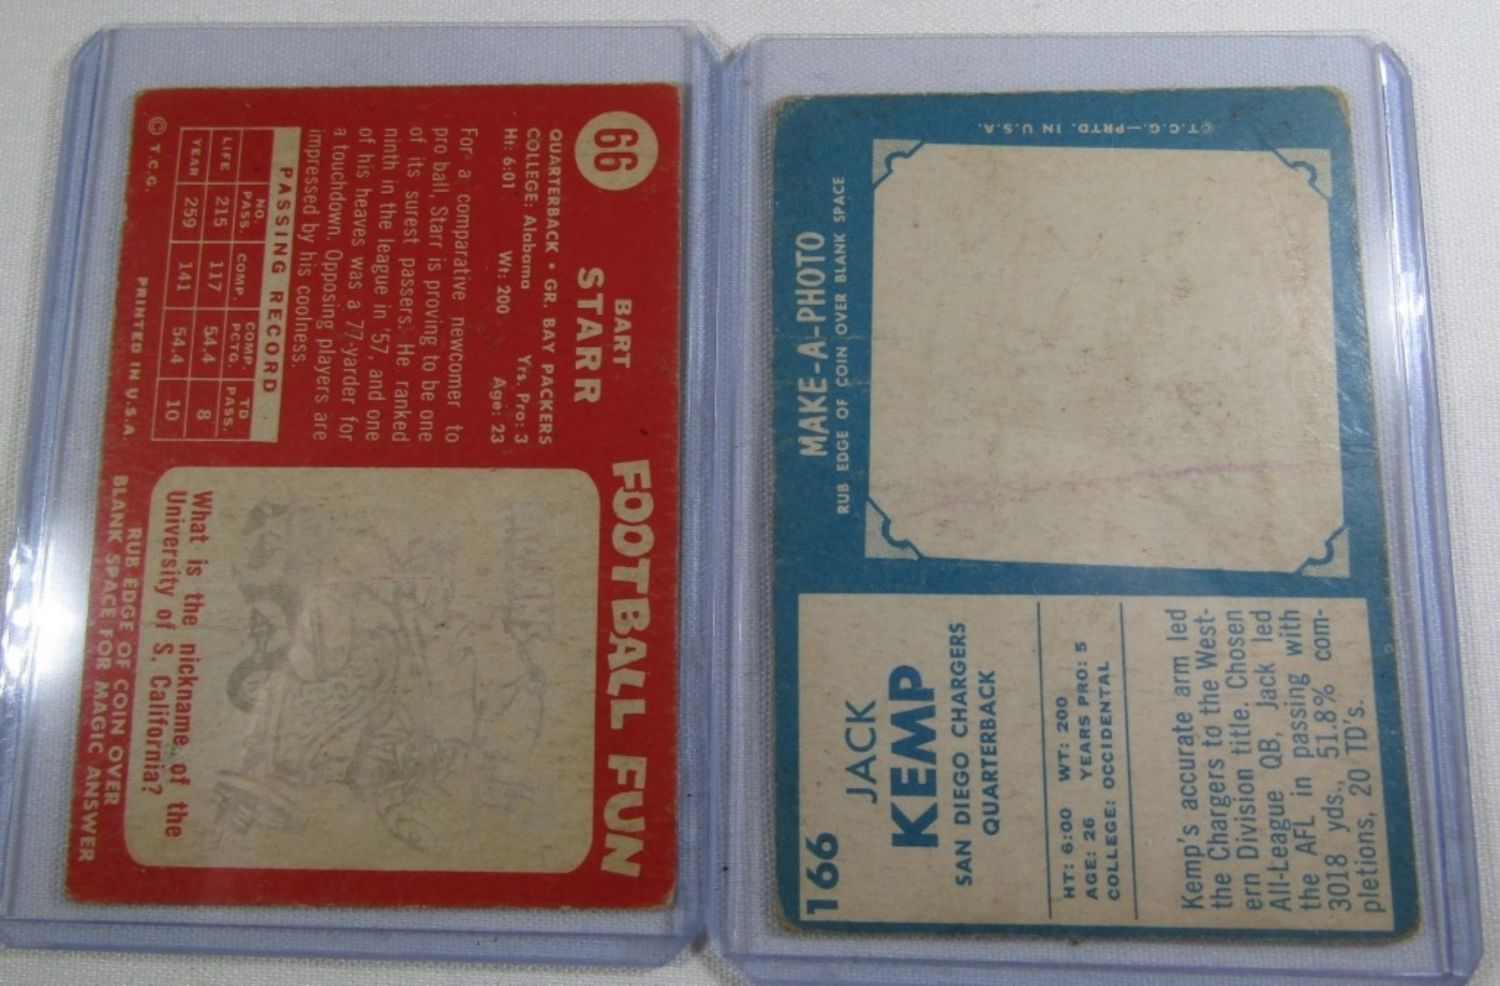 66
BART
STARR
QUARTERBACK • GR. BAY PACKERS
COLLEGE: Alabama Yrs. Pro: 3
Ht: 6:01 Wt: 200 Age: 23
For a comparative newcomer to
pro ball, Starr is proving to be one
of its surest passers. He ranked
ninth in the league in '57, and one
of his heaves was a 77-yarder for
a touchdown. Opposing players are
impressed by his coolness.
PASSING RECORD
NO. PASS. COMP. COMP. PCTG. TD PASS.
LIFE 215 117 54.4 8
YEAR 259 141 54.4 10
© T.C.G. PRINTED IN U.S.A.
FOOTBALL FUN
What is the nickname of the
University of S. California?
RUB EDGE OF COIN OVER
BLANK SPACE FOR MAGIC ANSWER
©T.C.G.—PRTD. IN U.S.A.
MAKE-A-PHOTO
RUB EDGE OF COIN OVER BLANK SPACE
166
JACK
KEMP
SAN DIEGO CHARGERS
QUARTERBACK
HT: 6:00 WT: 200
AGE: 26 YEARS PRO: 5
COLLEGE: OCCIDENTAL
Kemp's accurate arm led
the Chargers to the West-
ern Division title. Chosen
All-League QB, Jack led
the AFL in passing with
3018 yds., 51.8% com-
pletions, 20 TD's.